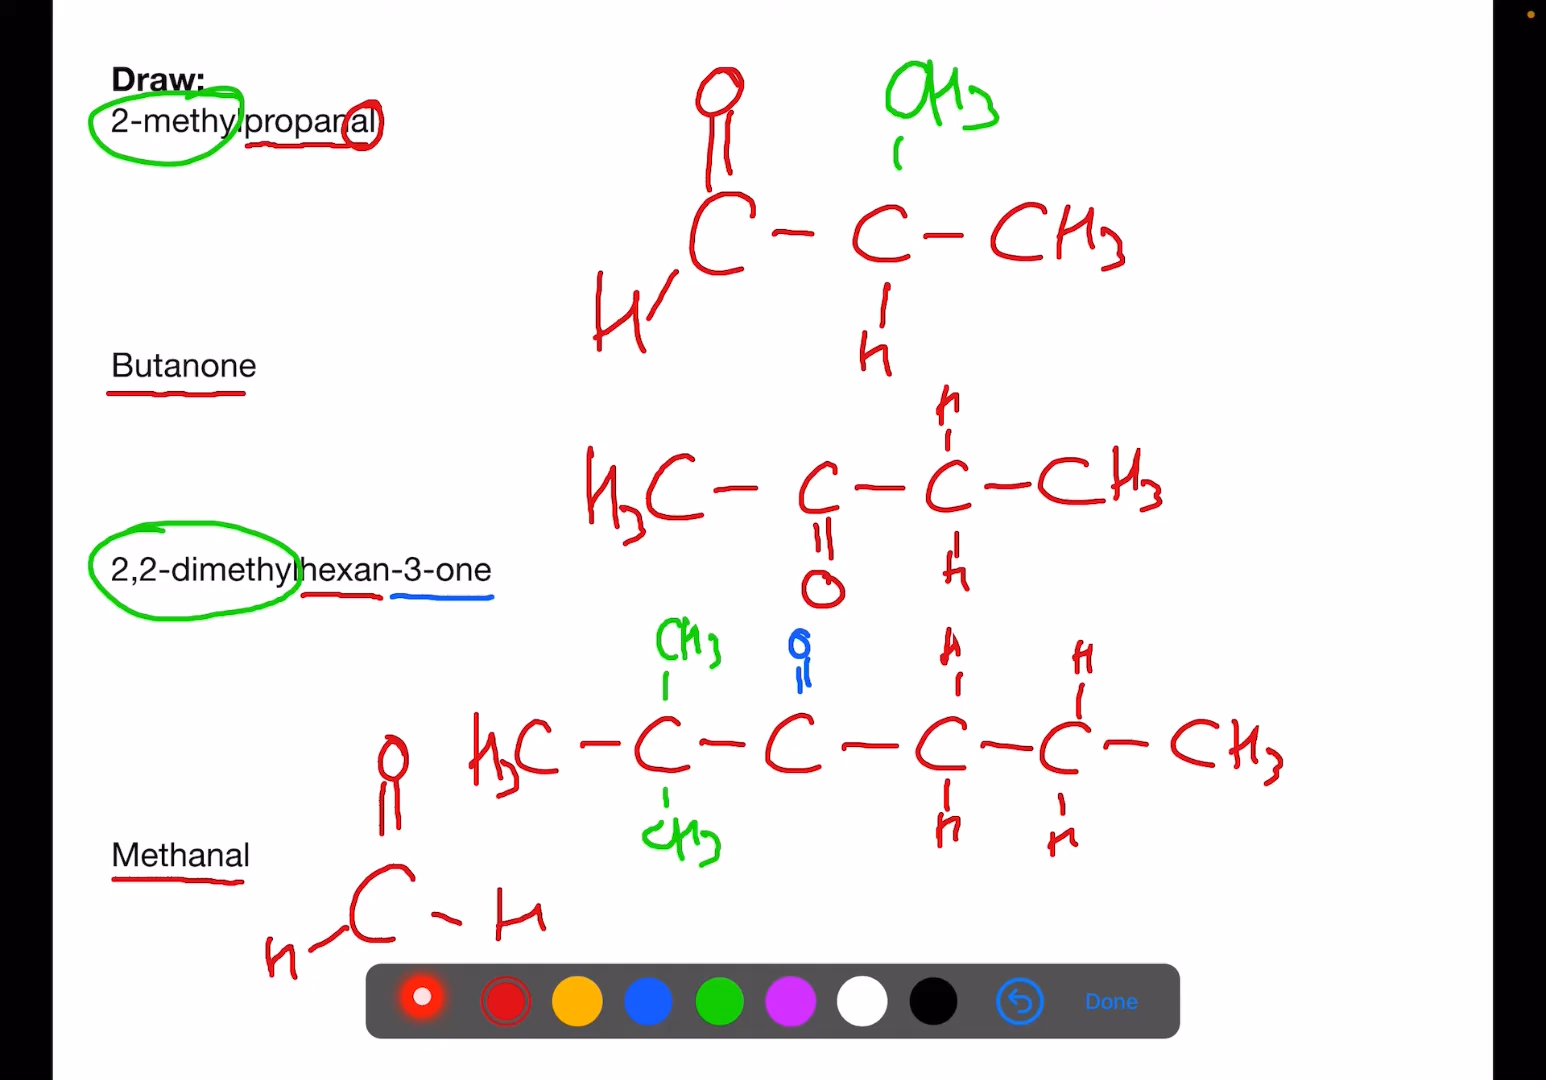 Draw:
2-methylpropanal
O
CH3
C - C - CH3
H
H
Butanone
H
H3C - C - C - CH3
H
O
2,2-dimethylhexan-3-one
CH3
O
H
H
H3C - C - C - C - C - CH3
CH3
H
H
O
Methanal
C - H
H
Done